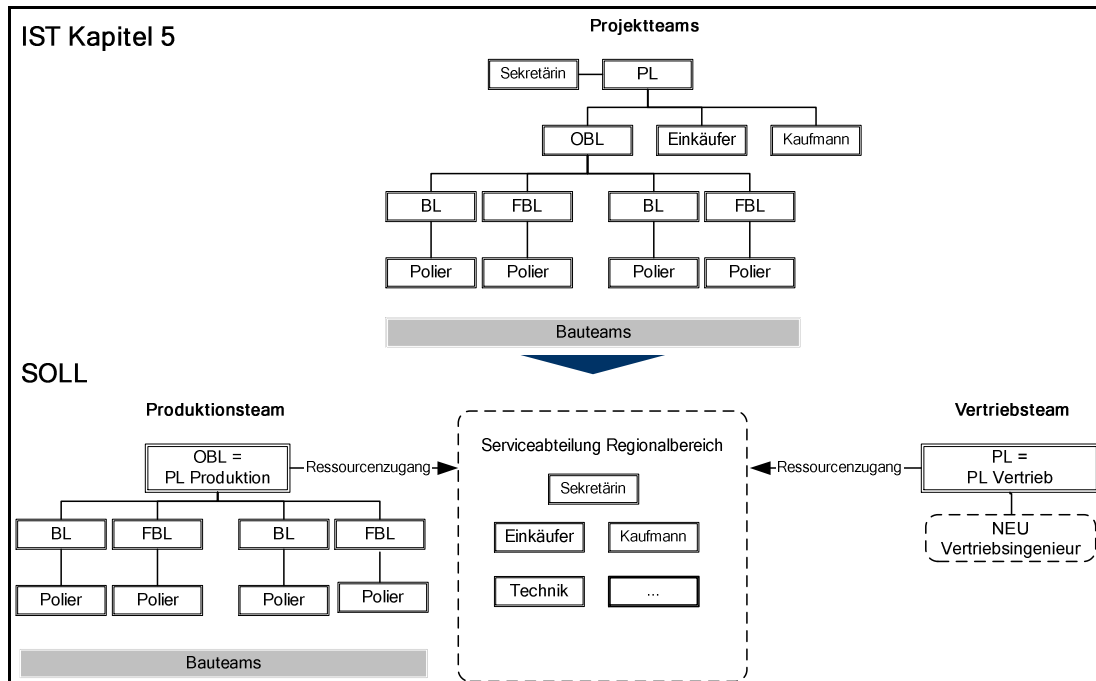 IST Kapitel 5
Projektteams
Sekretärin
PL
OBL
Einkäufer
Kaufmann
BL
FBL
BL
FBL
Polier
Polier
Polier
Polier
Bauteams
SOLL
Produktionsteam
Vertriebsteam
OBL =
PL Produktion
Ressourcenzugang
Serviceabteilung Regionalbereich
Ressourcenzugang
PL =
PL Vertrieb
Sekretärin
BL
FBL
BL
FBL
Einkäufer
Kaufmann
NEU
Vertriebsingenieur
Polier
Polier
Polier
Polier
Technik
...
Bauteams